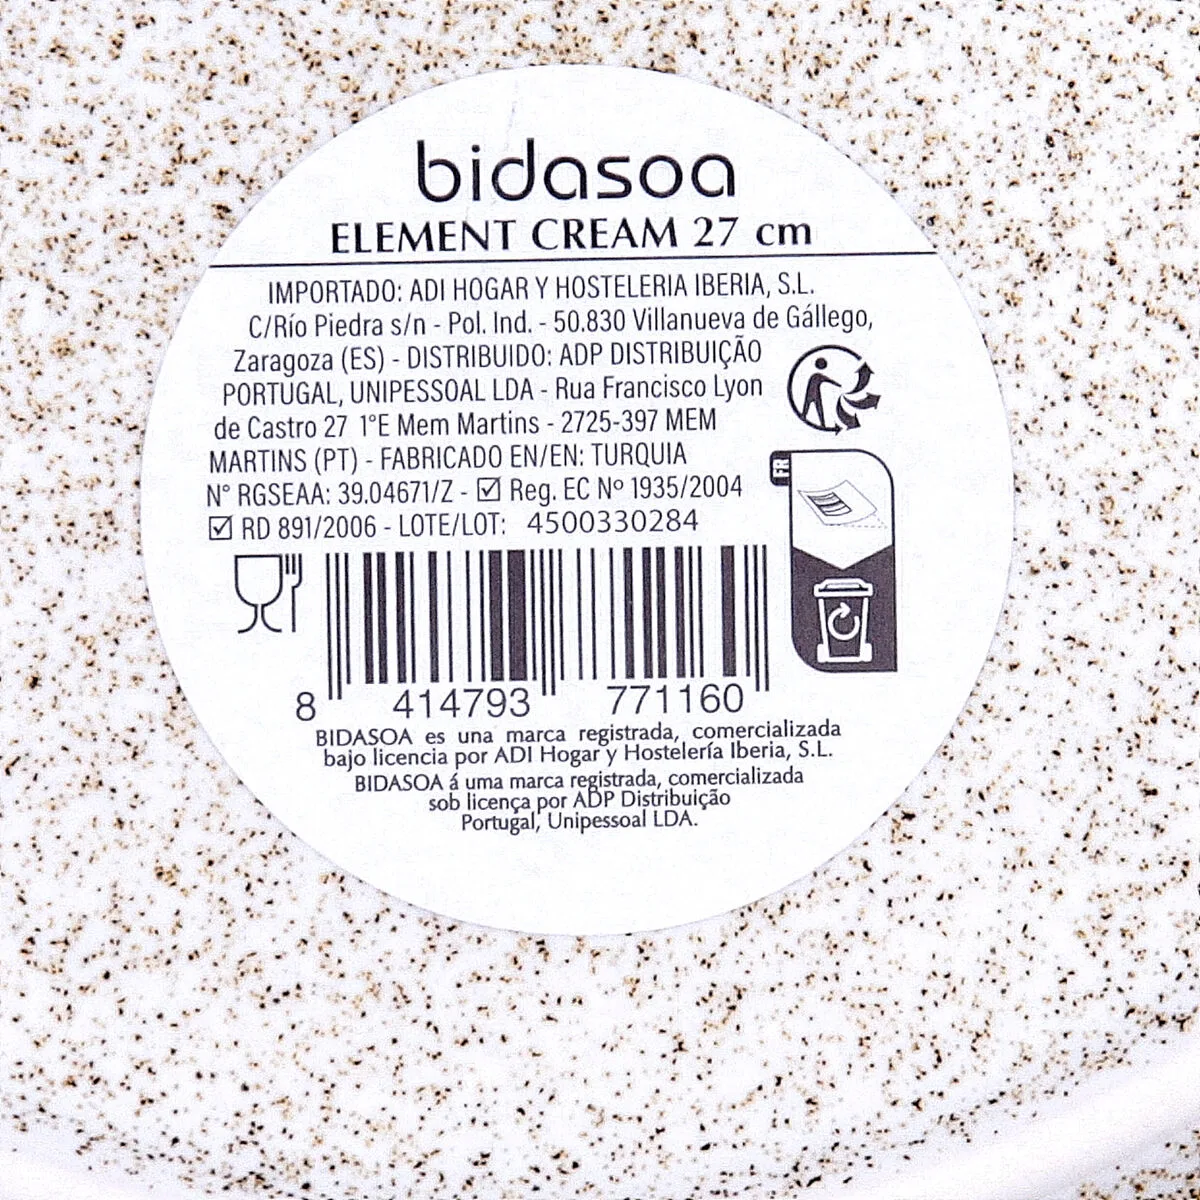 bidasoa
ELEMENT CREAM 27 cm
IMPORTADO: ADI HOGAR Y HOSTELERIA IBERIA, S.L.
C/Río Piedra s/n - Pol. Ind. - 50.830 Villanueva de Gállego,
Zaragoza (ES) - DISTRIBUIDO: ADP DISTRIBUIÇÃO
PORTUGAL, UNIPESSOAL LDA - Rua Francisco Lyon
de Castro 27 1°E Mem Martins - 2725-397 MEM
MARTINS (PT) - FABRICADO EN/EN: TURQUIA
N° RGSEAA: 39.04671/Z - ☑ Reg. EC Nº 1935/2004
☑ RD 891/2006 - LOTE/LOT: 4500330284
FR
8 414793 771160
BIDASOA es una marca registrada, comercializada
bajo licencia por ADI Hogar y Hostelería Iberia, S.L.
BIDASOA á uma marca registrada, comercializada
sob licença por ADP Distribuição
Portugal, Unipessoal LDA.